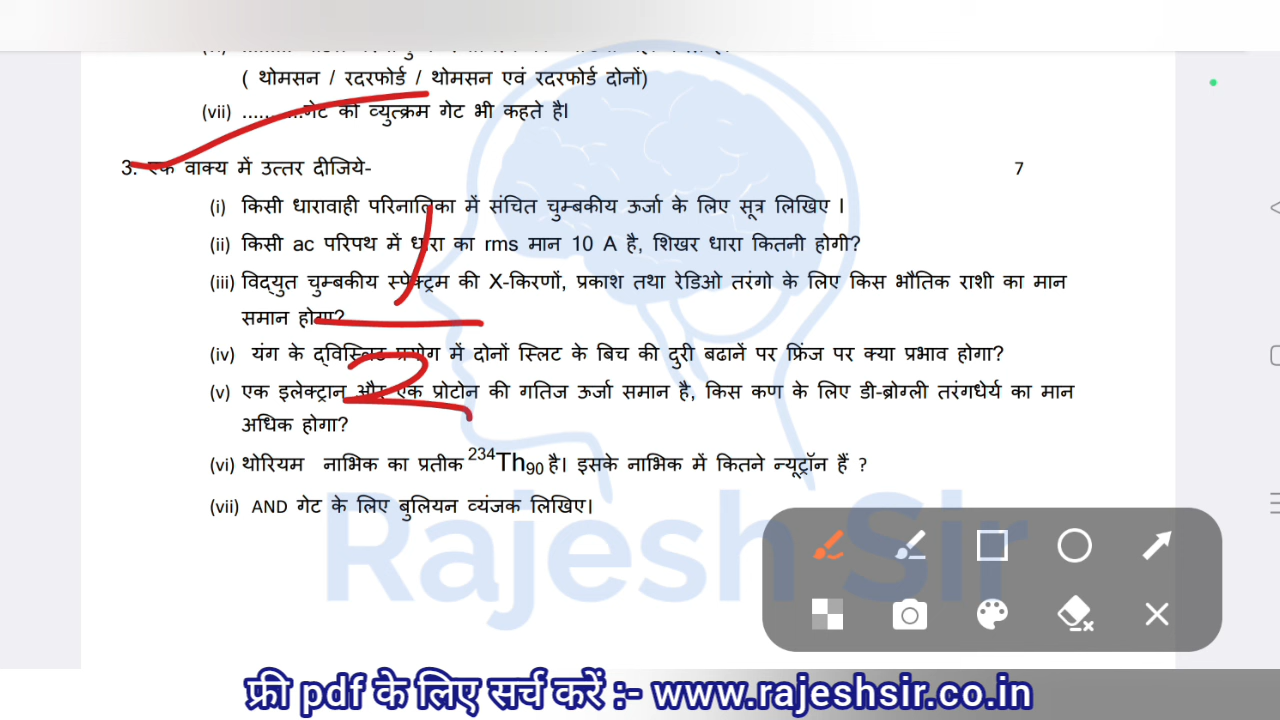 ( थोमसन / रदरफोर्ड / थोमसन एवं रदरफोर्ड दोनों)
(vii) ..........गेट को व्युत्क्रम गेट भी कहते है।
3. एक वाक्य में उत्तर दीजिये- 7
(i) किसी धारावाही परिनालिका में संचित चुम्बकीय ऊर्जा के लिए सूत्र लिखिए ।
(ii) किसी ac परिपथ में धारा का rms मान 10 A है, शिखर धारा कितनी होगी?
(iii) विद्युत चुम्बकीय स्पेक्ट्रम की X-किरणों, प्रकाश तथा रेडिओ तरंगो के लिए किस भौतिक राशी का मान
समान होगा?
(iv) यंग के द्विस्लिट प्रयोग में दोनों स्लिट के बिच की दुरी बढानें पर फ्रिंज पर क्या प्रभाव होगा?
(v) एक इलेक्ट्रान और एक प्रोटोन की गतिज ऊर्जा समान है, किस कण के लिए डी-ब्रोग्ली तरंगधेर्य का मान
अधिक होगा?
(vi) थोरियम नाभिक का प्रतीक ²³⁴Th₉₀ है। इसके नाभिक में कितने न्यूट्रॉन हैं ?
(vii) AND गेट के लिए बुलियन व्यंजक लिखिए।
1
2
Rajesh Sir
फ्री pdf के लिए सर्च करें :- www.rajeshsir.co.in